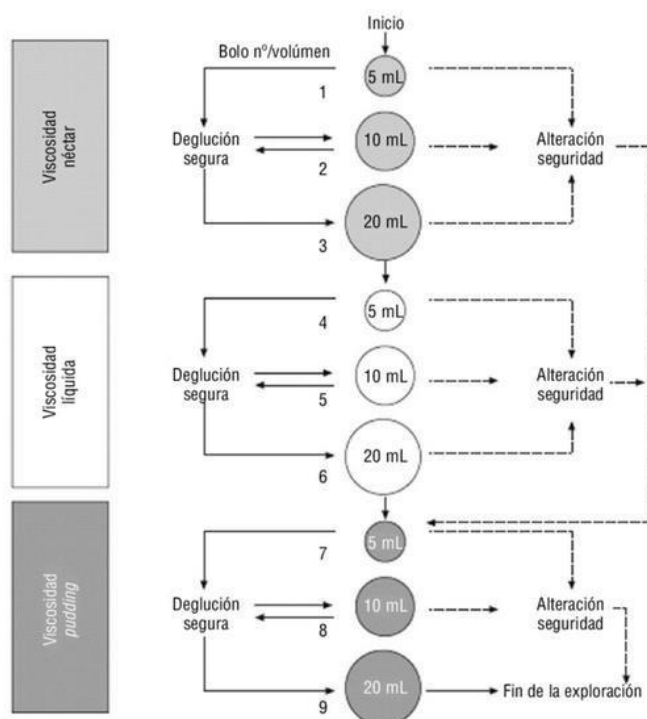 Inicio
Bolo nº/volúmen
5 mL
1
Viscosidad
néctar
Deglución
segura
10 mL
2
Alteración
seguridad
20 mL
3
5 mL
4
Viscosidad
líquida
Deglución
segura
10 mL
5
Alteración
seguridad
20 mL
6
5 mL
7
Viscosidad
pudding
Deglución
segura
10 mL
8
Alteración
seguridad
20 mL
9
Fin de la exploración